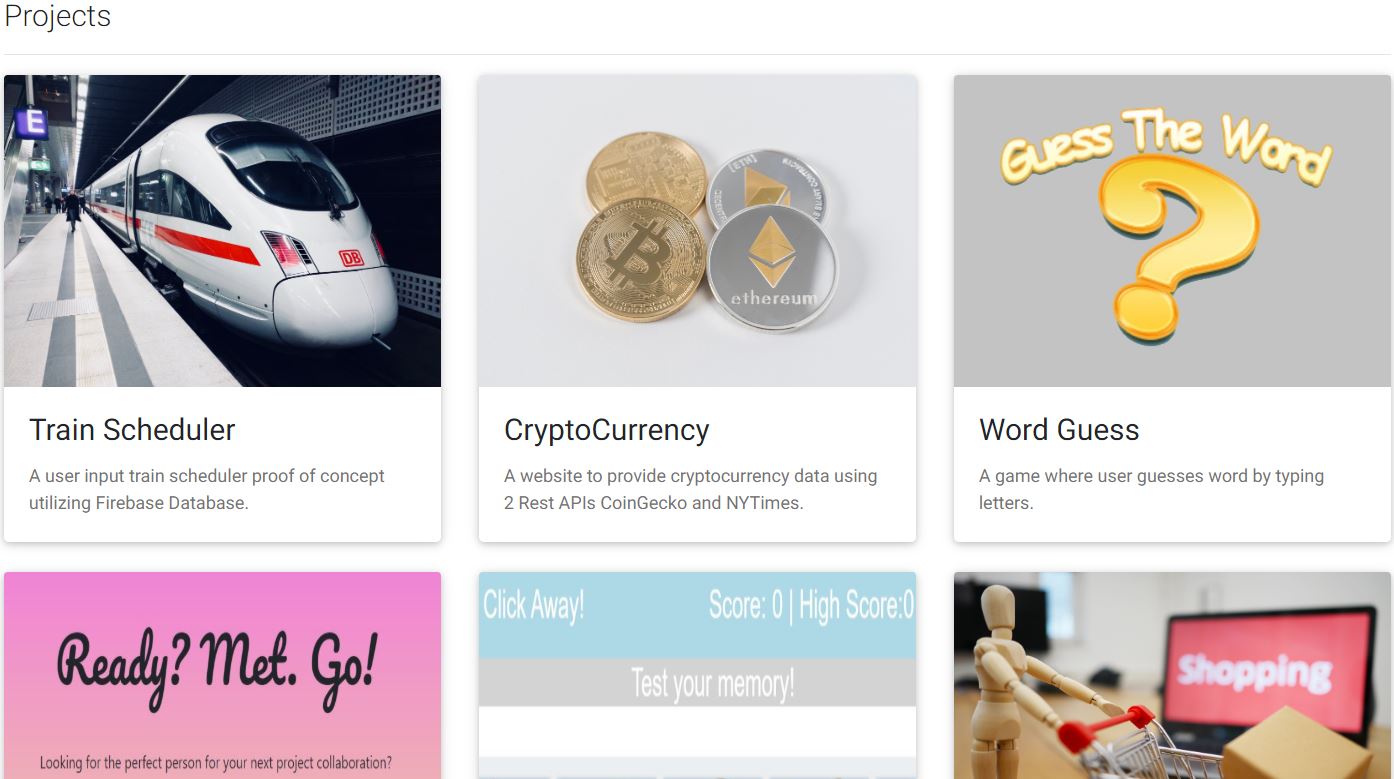 Projects
E
DB
[ETH]
ethereum
Guess The Word
Train Scheduler
A user input train scheduler proof of concept
utilizing Firebase Database.
CryptoCurrency
A website to provide cryptocurrency data using
2 Rest APIs CoinGecko and NYTimes.
Word Guess
A game where user guesses word by typing
letters.
Ready? Met. Go!
Looking for the perfect person for your next project collaboration?
Click Away!
Score: 0 | High Score:0
Test your memory!
Shopping